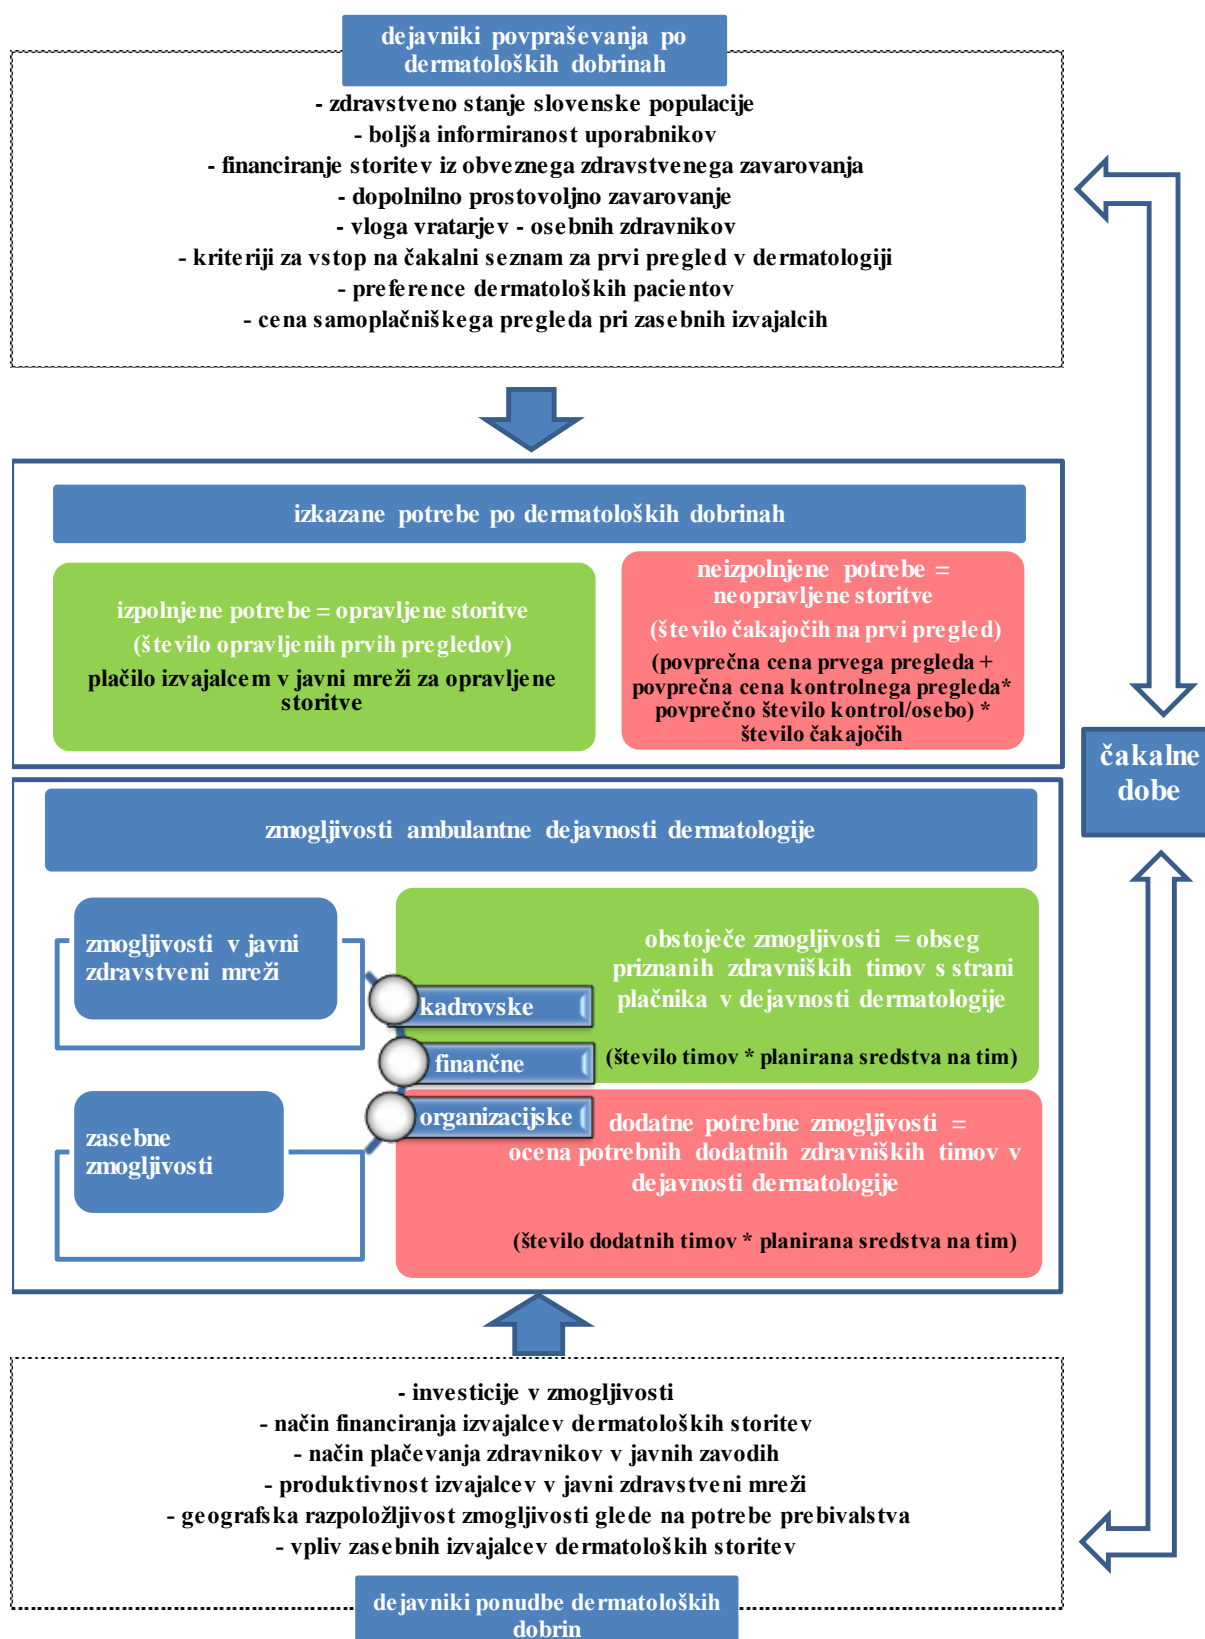 dejavniki povpraševanja po
dermatoloških dobrinah
- zdravstveno stanje slovenske populacije
- boljša informiranost uporabnikov
- financiranje storitev iz obveznega zdravstvenega zavarovanja
- dopolnilno prostovoljno zavarovanje
- vloga vratarjev - osebnih zdravnikov
- kriteriji za vstop na čakalni seznam za prvi pregled v dermatologiji
- preference dermatoloških pacientov
- cena samoplačniškega pregleda pri zasebnih izvajalcih
izkazane potrebe po dermatoloških dobrinah
izpolnjene potrebe = opravljene storitve
(število opravljenih prvih pregledov)
plačilo izvajalcem v javni mreži za opravljene
storitve
neizpolnjene potrebe =
neopravljene storitve
(število čakajočih na prvi pregled)
(povprečna cena prvega pregleda +
povprečna cena kontrolnega pregleda*
povprečno število kontrol/osebo) *
število čakajočih
čakalne
dobe
zmogljivosti ambulantne dejavnosti dermatologije
zmogljivosti v javni
zdravstveni mreži
zasebne
zmogljivosti
kadrovske
finančne
organizacijske
obstoječe zmogljivosti = obseg
priznanih zdravniških timov s strani
plačnika v dejavnosti dermatologije
(število timov * planirana sredstva na tim)
dodatne potrebne zmogljivosti =
ocena potrebnih dodatnih zdravniških timov v
dejavnosti dermatologije
(število dodatnih timov * planirana sredstva na tim)
- investicije v zmogljivosti
- način financiranja izvajalcev dermatoloških storitev
- način plačevanja zdravnikov v javnih zavodih
- produktivnost izvajalcev v javni zdravstveni mreži
- geografska razpoložljivost zmogljivosti glede na potrebe prebivalstva
- vpliv zasebnih izvajalcev dermatoloških storitev
dejavniki ponudbe dermatoloških
dobrin